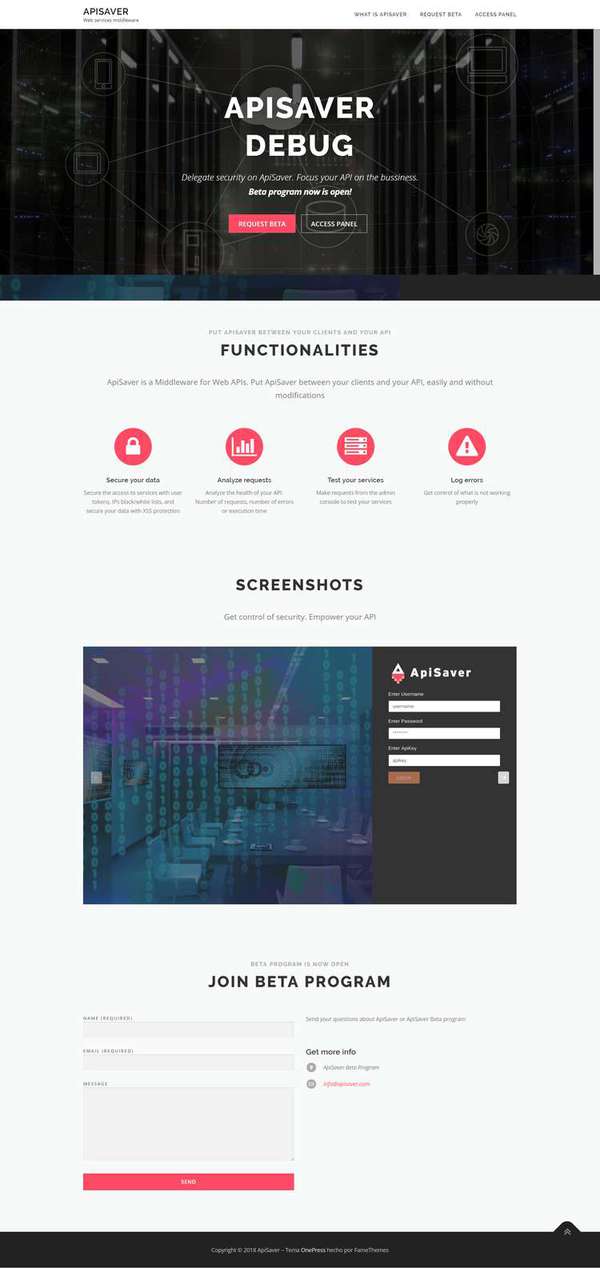 APISAVER
Web services middleware
WHAT IS APISAVER
REQUEST BETA
ACCESS PANEL
APISAVER
DEBUG
Delegate security on ApiSaver. Focus your API on the bussiness.
Beta program now is open!
REQUEST BETA
ACCESS PANEL
PUT APISAVER BETWEEN YOUR CLIENTS AND YOUR API
FUNCTIONALITIES
ApiSaver is a Middleware for Web APIs. Put ApiSaver between your clients and your API, easily and without
modifications
Secure your data
Secure the access to services with user
tokens, IPs black/white lists, and
secure your data with XSS protection
Analyze requests
Analyze the health of your API
Number of requests, number of errors
or execution time
Test your services
Make requests from the admin
console to test your services
Log errors
Get control of what is not working
properly
SCREENSHOTS
Get control of security. Empower your API
ApiSaver
Enter Username
username
Enter Password
Enter ApiKey
apikey
BETA PROGRAM IS NOW OPEN
JOIN BETA PROGRAM
NAME (REQUIRED)
EMAIL (REQUIRED)
MESSAGE
SEND
Send your questions about ApiSaver or ApiSaver Beta program
Get more info
ApiSaver Beta Program
info@apisaver.com
Copyright © 2018 ApiSaver – Tema OnePress hecho por FameThemes